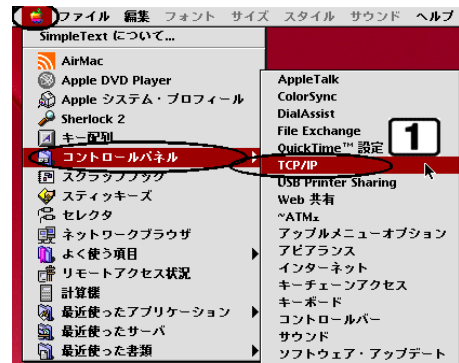 ファイル 編集 フォント サイズ スタイル サウンド ヘルプ
SimpleText について...
AirMac
Apple DVD Player
Apple システム・プロフィール
Sherlock 2
キー配列
コントロールパネル
スクラップブック
スティッキーズ
セレクタ
ネットワークブラウザ
よく使う項目
リモートアクセス状況
計算機
最近使ったアプリケーション
最近使ったサーバ
最近使った書類
AppleTalk
ColorSync
DialAssist
File Exchange
QuickTime™ 設定
1
TCP/IP
USB Printer Sharing
Web 共有
~ATM
アップルメニューオプション
アピアランス
インターネット
キーチェーンアクセス
キーボード
コントロールバー
サウンド
ソフトウェア・アップデート